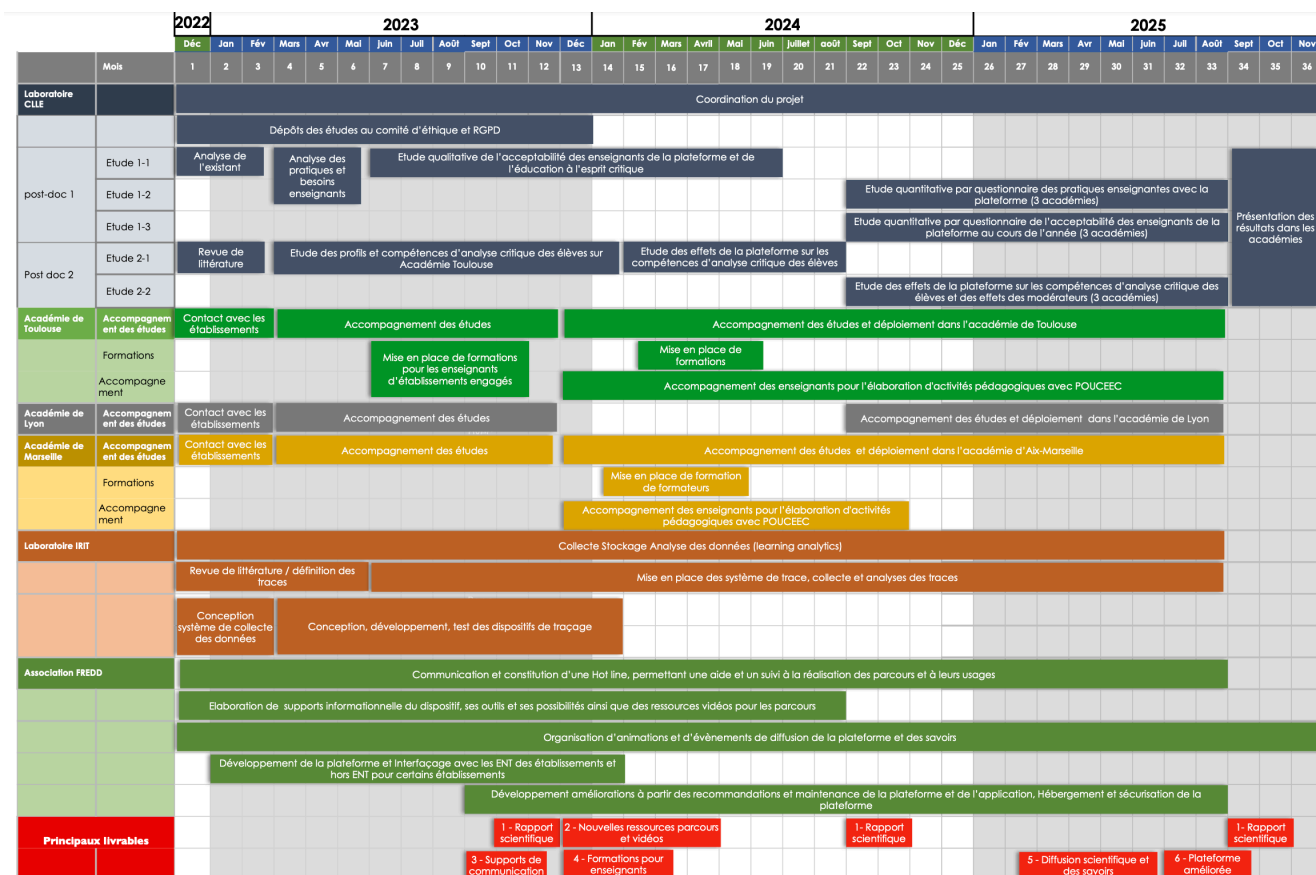 2022 2023 2024 2025
Déc Jan Fév Mars Avr Mai juin Juil Août Sept Oct Nov Déc Jan Fév Mars Avril Mai juin juillet août Sept Oct Nov Déc Jan Fév Mars Avr Mai juin Juil Août Sept Oct Nov
Mois 1 2 3 4 5 6 7 8 9 10 11 12 13 14 15 16 17 18 19 20 21 22 23 24 25 26 27 28 29 30 31 32 33 34 35 36
Laboratoire
CLLE
Coordination du projet
Dépôts des études au comité d’éthique et RGPD
post-doc 1
Etude 1-1
Analyse de
l’existant
Analyse des
pratiques et
besoins
enseignants
Etude qualitative de l’acceptabilité des enseignants de la plateforme et de
l’éducation à l’esprit critique
Etude 1-2
Etude quantitative par questionnaire des pratiques enseignantes avec la
plateforme (3 académies)
Etude 1-3
Etude quantitative par questionnaire de l’acceptabilité des enseignants de la
plateforme au cours de l’année (3 académies)
Présentation des
résultats dans les
académies
Post doc 2
Etude 2-1
Revue de
littérature
Etude des profils et compétences d’analyse critique des élèves sur
Académie Toulouse
Etude des effets de la plateforme sur les
compétences d’analyse critique des élèves
Etude 2-2
Etude des effets de la plateforme sur les compétences d’analyse critique des
élèves et des effets des modérateurs (3 académies)
Académie de
Toulouse
Accompagnem
ent des études
Contact avec les
établissements
Accompagnement des études
Accompagnement des études et déploiement dans l’académie de Toulouse
Formations
Mise en place de formations
pour les enseignants
d’établissements engagés
Mise en place de
formations
Accompagne
ment
Accompagnement des enseignants pour l’élaboration d'activités pédagogiques avec POUCEEC
Académie de
Lyon
Accompagnem
ent des études
Contact avec les
établissements
Accompagnement des études
Accompagnement des études et déploiement dans l’académie de Lyon
Académie de
Marseille
Accompagnem
ent des études
Contact avec les
établissements
Accompagnement des études
Accompagnement des études et déploiement dans l’académie d’Aix-Marseille
Formations
Mise en place de formation
de formateurs
Accompagne
ment
Accompagnement des enseignants pour l’élaboration d'activités
pédagogiques avec POUCEEC
Laboratoire IRIT
Collecte Stockage Analyse des données (learning analytics)
Revue de littérature / définition des
traces
Mise en place des système de trace, collecte et analyses des traces
Conception
système de collecte
des données
Conception, développement, test des dispositifs de traçage
Association FREDD
Communication et constitution d’une Hot line, permettant une aide et un suivi à la réalisation des parcours et à leurs usages
Elaboration de supports informationnelle du dispositif, ses outils et ses possibilités ainsi que des ressources vidéos pour les parcours
Organisation d’animations et d’évènements de diffusion de la plateforme et des savoirs
Développement de la plateforme et Interfaçage avec les ENT des établissements et
hors ENT pour certains établissements
Développement améliorations à partir des recommandations et maintenance de la plateforme et de l’application, Hébergement et sécurisation de la
plateforme
Principaux livrables
1 - Rapport
scientifique
2 - Nouvelles ressources parcours
et vidéos
1- Rapport
scientifique
1- Rapport
scientifique
3 - Supports de
communication
4 - Formations pour
enseignants
5 - Diffusion scientifique et
des savoirs
6 - Plateforme
améliorée